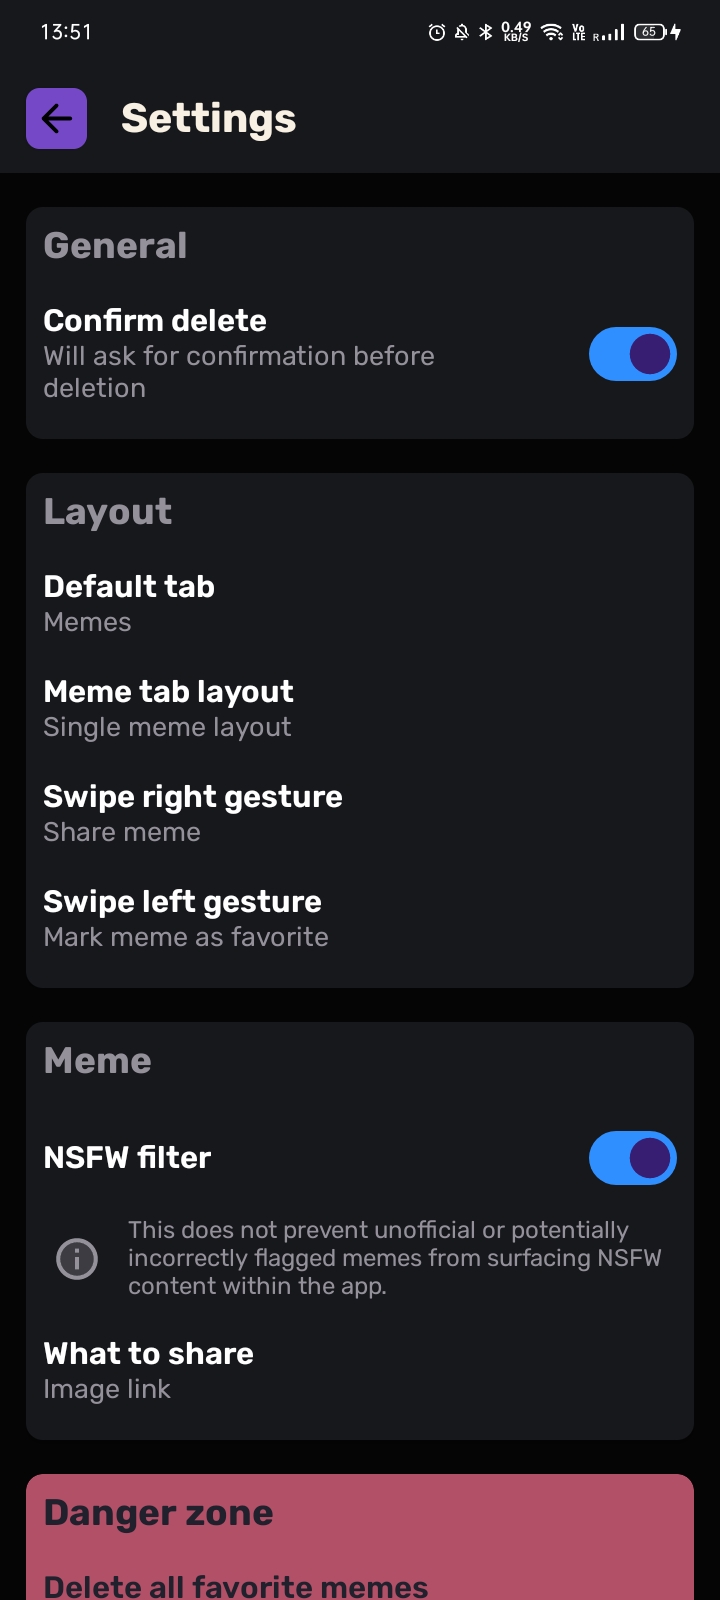 13:51
0.49
KB/S
Vo
LTE
R
65
Settings
General
Confirm delete
Will ask for confirmation before
deletion
Layout
Default tab
Memes
Meme tab layout
Single meme layout
Swipe right gesture
Share meme
Swipe left gesture
Mark meme as favorite
Meme
NSFW filter
This does not prevent unofficial or potentially
incorrectly flagged memes from surfacing NSFW
content within the app.
What to share
Image link
Danger zone
Delete all favorite memes